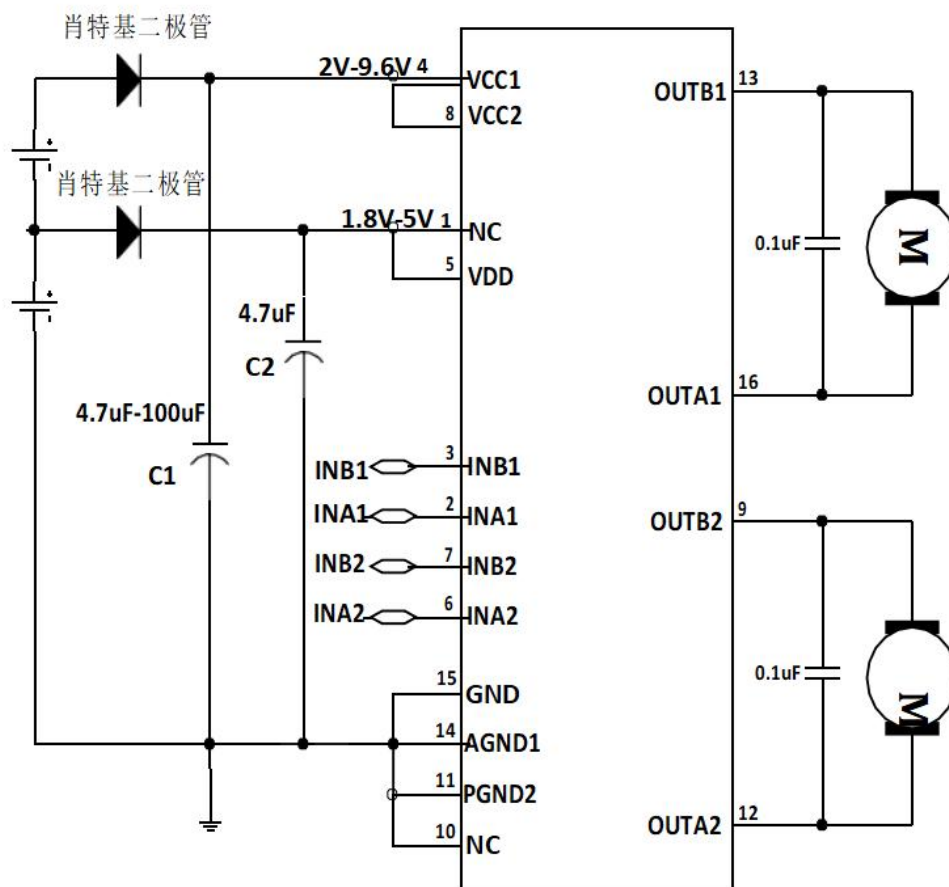 肖特基二极管
2V-9.6V 4
VCC1
8
VCC2
肖特基二极管
1.8V-5V 1
NC
5
VDD
4.7uF
C2
4.7uF-100uF
C1
INB1 3 INB1
INA1 2 INA1
INB2 7 INB2
INA2 6 INA2
15
GND
14
AGND1
11
PGND2
10
NC
OUTB1 13
0.1uF
M
OUTA1 16
OUTB2 9
0.1uF
M
OUTA2 12